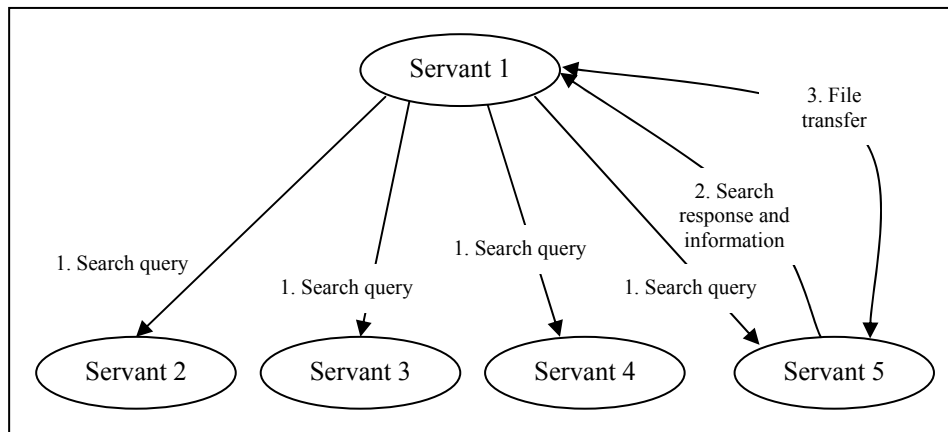 Servant 1
3. File
transfer
2. Search
response and
information
1. Search query
1. Search query
1. Search query
1. Search query
Servant 2
Servant 3
Servant 4
Servant 5